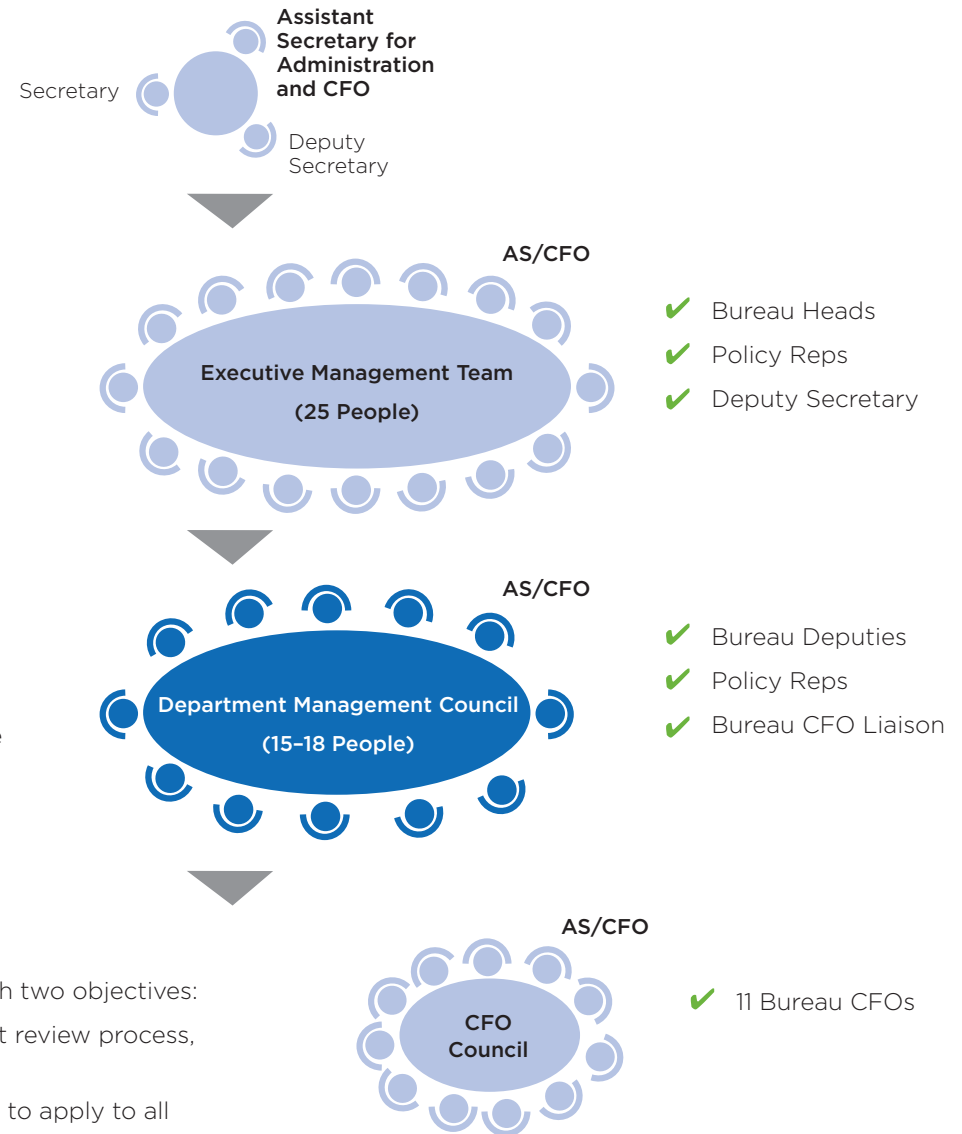 Assistant
Secretary for
Administration
and CFO
Secretary
Deputy
Secretary
AS/CFO
Executive Management Team
(25 People)
✔ Bureau Heads
✔ Policy Reps
✔ Deputy Secretary
AS/CFO
Department Management Council
(15–18 People)
✔ Bureau Deputies
✔ Policy Reps
✔ Bureau CFO Liaison
AS/CFO
CFO
Council
✔ 11 Bureau CFOs
two objectives:
review process,
to apply to all